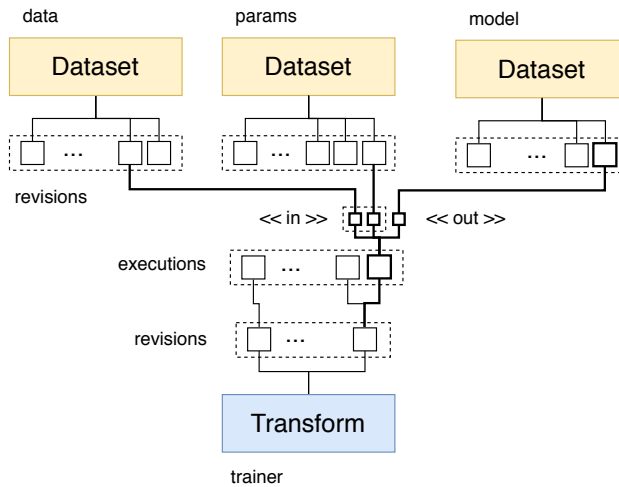 data
params
model
Dataset
Dataset
Dataset
...
...
...
revisions
<< in >>
<< out >>
executions
...
revisions
...
Transform
trainer